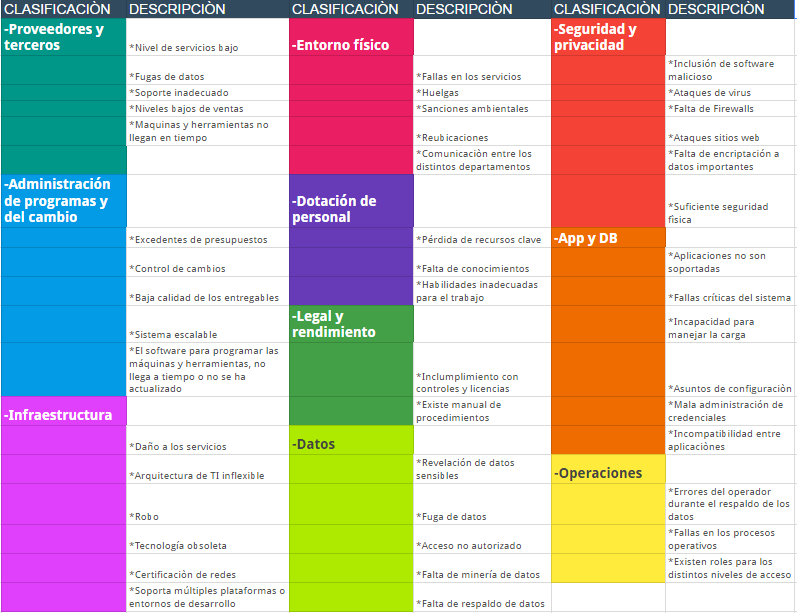 CLASIFICACIÒN
DESCRIPCIÒN
-Proveedores y
terceros
*Nivel de servicios bajo
*Fugas de datos
*Soporte inadecuado
*Niveles bajos de ventas
*Maquinas y herramientas no
llegan en tiempo
-Administración
de programas y
del cambio
*Excedentes de presupuestos
*Control de cambios
*Baja calidad de los entregables
*Sistema escalable
*El software para programar las
máquinas y herramientas, no
llega a tiempo o no se ha
actualizado
-Infraestructura
*Daño a los servicios
*Arquitectura de TI inflexible
*Robo
*Tecnología obsoleta
*Certificaciòn de redes
*Soporta múltiples plataformas o
entornos de desarrollo
CLASIFICACIÒN
DESCRIPCIÒN
-Entorno físico
*Fallas en los servicios
*Huelgas
*Sanciones ambientales
*Reubicaciones
*Comunicaciòn entre los
distintos departamentos
-Dotación de
personal
*Pérdida de recursos clave
*Falta de conocimientos
*Habilidades inadecuadas
para el trabajo
-Legal y
rendimiento
*Inclumplimiento con
controles y licencias
*Existe manual de
procedimientos
-Datos
*Revelación de datos
sensibles
*Fuga de datos
*Acceso no autorizado
*Falta de minería de datos
*Falta de respaldo de datos
CLASIFICACIÒN
DESCRIPCIÒN
-Seguridad y
privacidad
*Inclusión de software
malicioso
*Ataques de virus
*Falta de Firewalls
*Ataques sitios web
*Falta de encriptación a
datos importantes
*Suficiente seguridad
física
-App y DB
*Aplicaciones no son
soportadas
*Fallas críticas del sistema
*Incapacidad para
manejar la carga
*Asuntos de configuraciòn
*Mala administración de
credenciales
*Incompatibilidad entre
aplicaciònes
-Operaciones
*Errores del operador
durante el respaldo de los
datos
*Fallas en los procesos
operativos
*Existen roles para los
distintos niveles de acceso